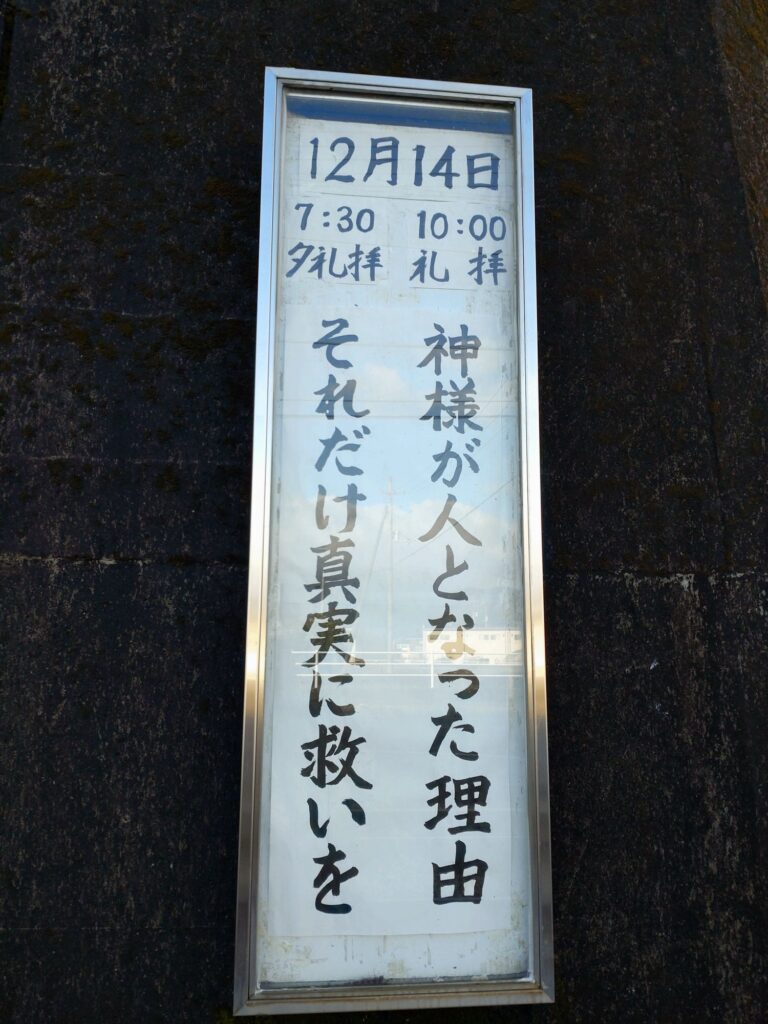 12月14日
10:00
礼拝
7:30
夕礼拝
神様が人となった理由
それだけ真実に救いを